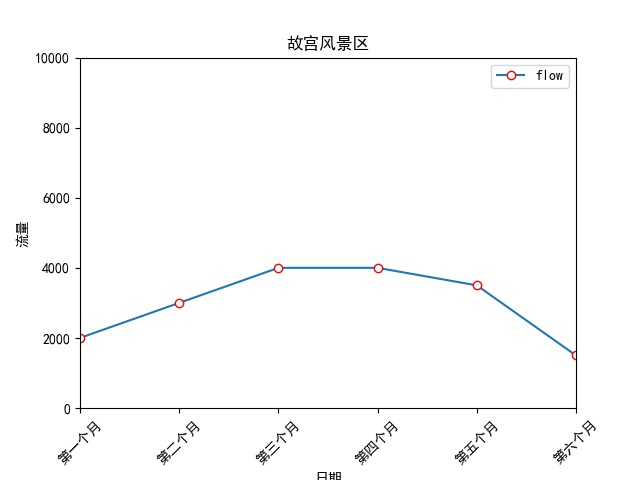 故宫风景区
flow
10000
8000
6000
4000
2000
0
流量
第一个月
第二个月
第三个月
第四个月
第五个月
第六个月
日期